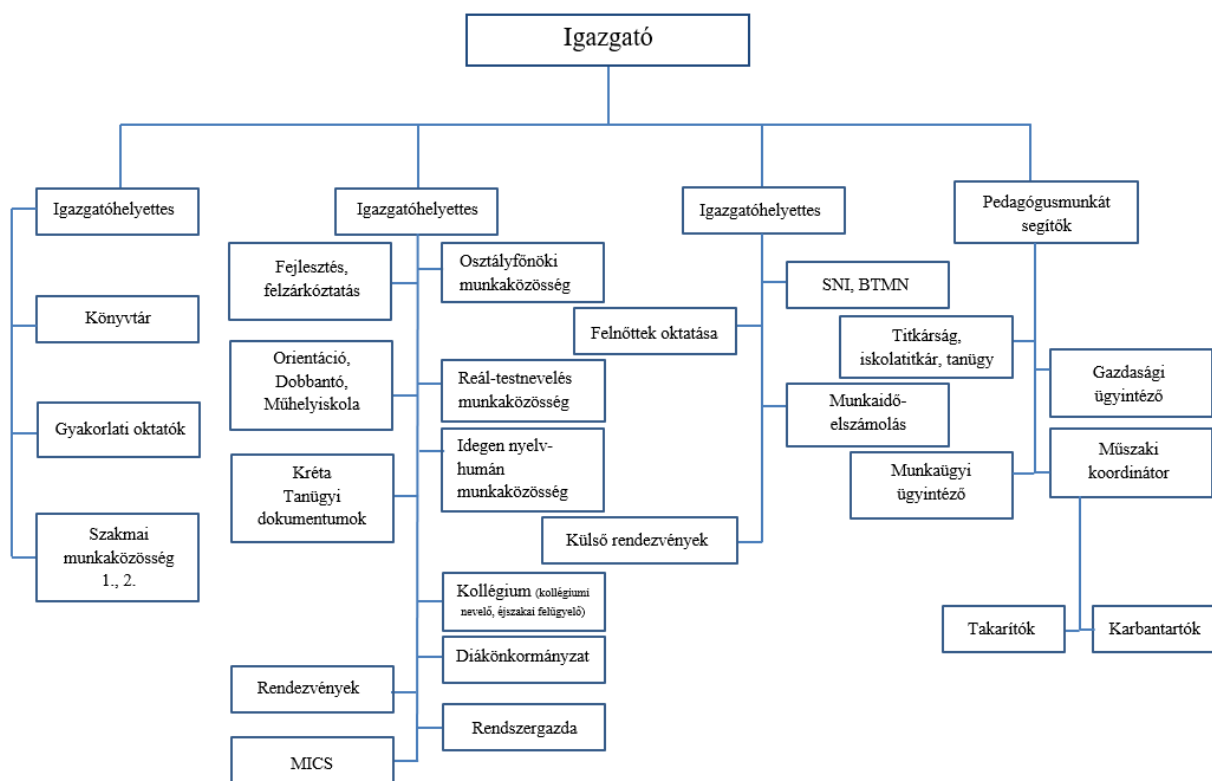 Igazgató
Igazgatóhelyettes
Könyvtár
Gyakorlati oktatók
Szakmai
munkaközösség
1., 2.
Igazgatóhelyettes
Fejlesztés,
felzárkóztatás
Osztályfőnöki
munkaközösség
Orientáció,
Dobbantó,
Műhelyiskola
Reál-testnevelés
munkaközösség
Idegen nyelv-
humán
munkaközösség
Kréta
Tanügyi
dokumentumok
Kollégium (kollégiumi
nevelő, éjszakai felügyelő)
Diákönkormányzat
Rendezvények
Rendszergazda
MICS
Igazgatóhelyettes
SNI, BTMN
Felnőttek oktatása
Munkaidő-
elszámolás
Külső rendezvények
Pedagógusmunkát
segítők
Titkárság,
iskolatitkár, tanügy
Gazdasági
ügyintéző
Munkaügyi
ügyintéző
Műszaki
koordinátor
Takarítók
Karbantartók